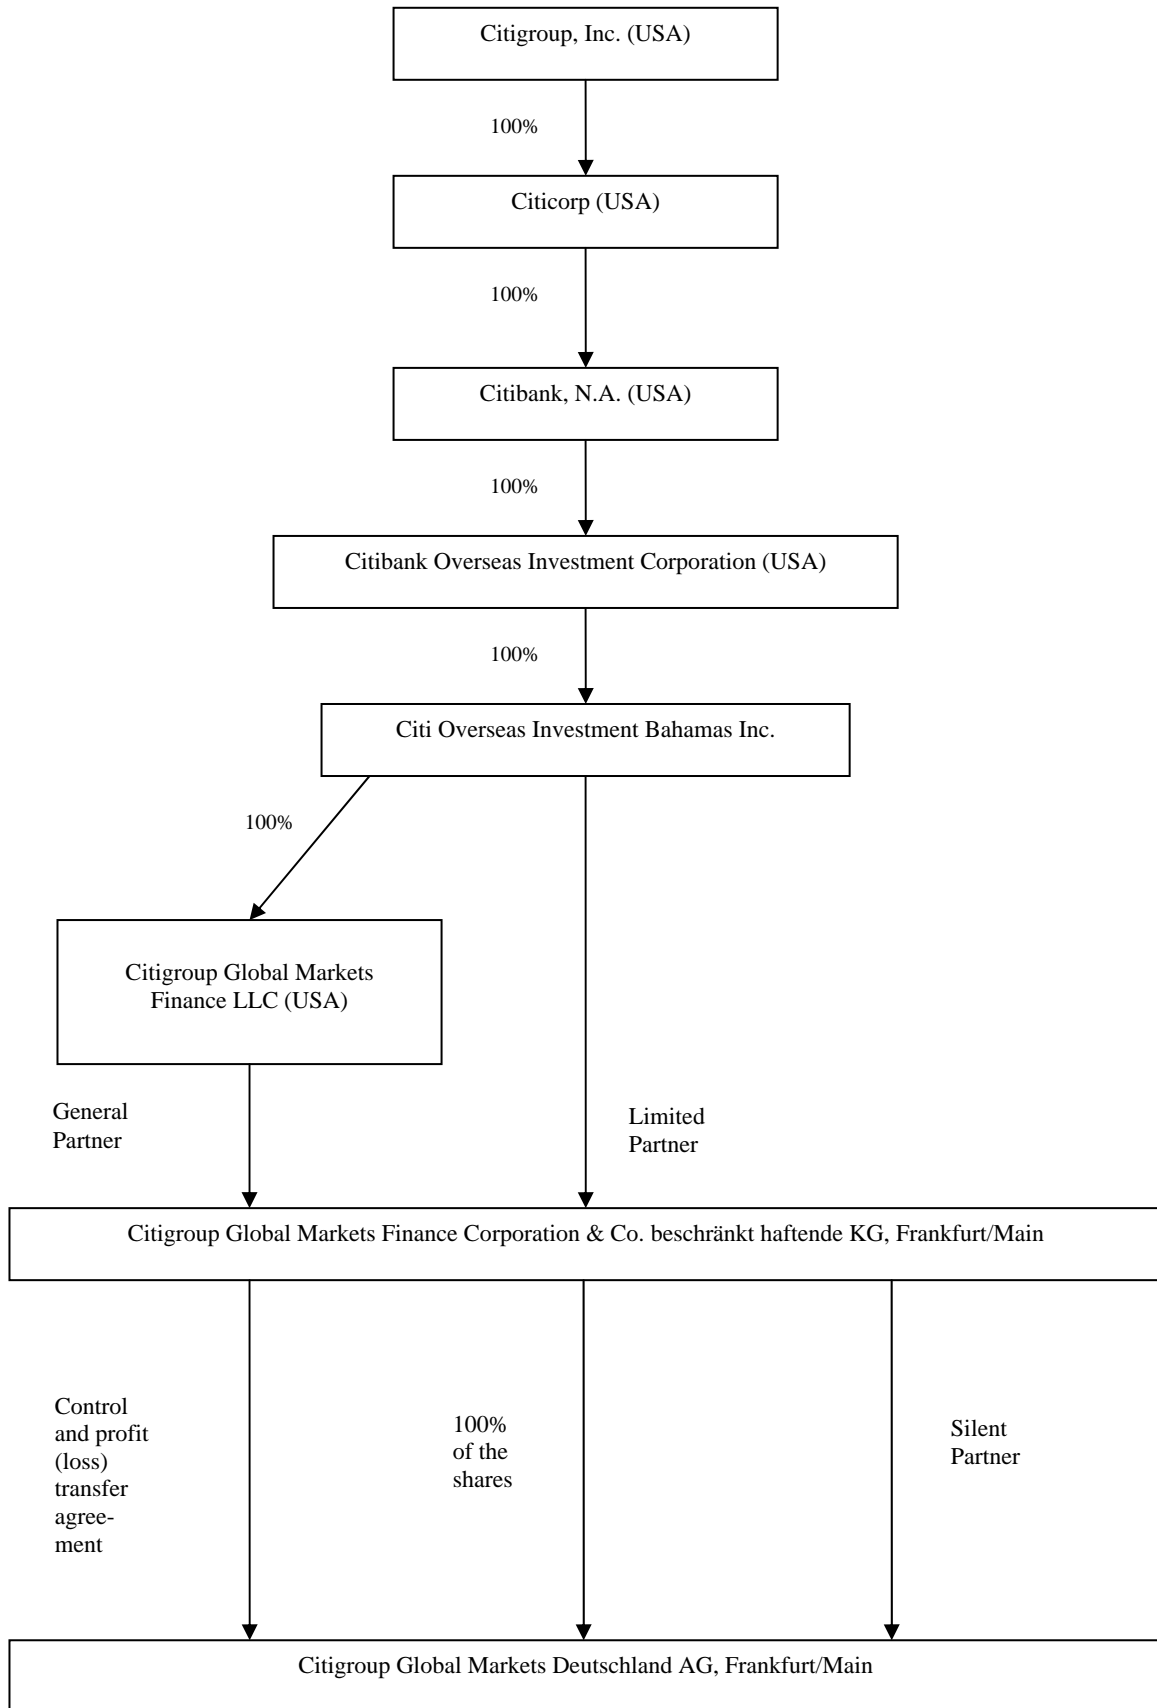 Citigroup, Inc. (USA)
100%
Citicorp (USA)
100%
Citibank, N.A. (USA)
100%
Citibank Overseas Investment Corporation (USA)
100%
Citi Overseas Investment Bahamas Inc.
100%
Citigroup Global Markets
Finance LLC (USA)
General
Partner
Limited
Partner
Citigroup Global Markets Finance Corporation & Co. beschränkt haftende KG, Frankfurt/Main
Control
and profit
(loss)
transfer
agree-
ment
100%
of the
shares
Silent
Partner
Citigroup Global Markets Deutschland AG, Frankfurt/Main